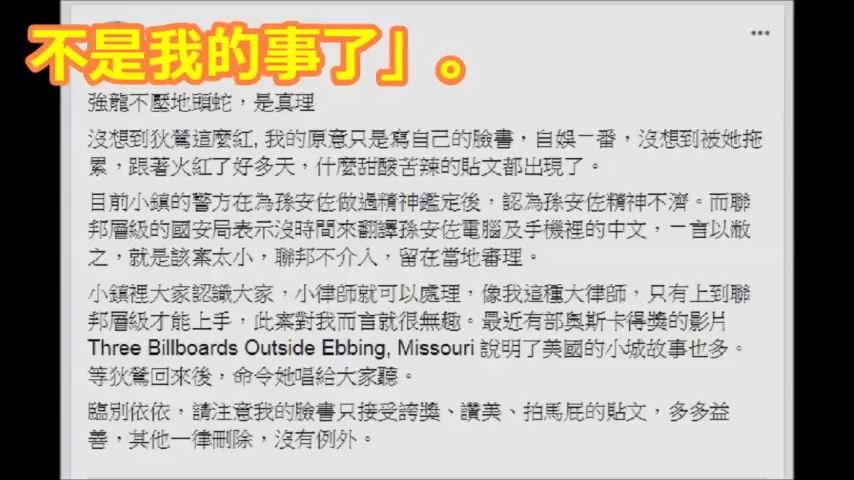 不是我的事了」。
強龍不壓地頭蛇，是真理
沒想到狄鶯這麼紅, 我的原意只是寫自己的臉書，自娛一番，沒想到被她拖
累，跟著火紅了好多天，什麼甜酸苦辣的貼文都出現了。
目前小鎮的警方在為孫安佐做過精神鑑定後，認為孫安佐精神不濟。而聯
邦層級的國安局表示沒時間來翻譯孫安佐電腦及手機裡的中文，一言以敝
之，就是該案太小，聯邦不介入，留在當地審理。
小鎮裡大家認識大家，小律師就可以處理，像我這種大律師，只有上到聯
邦層級才能上手，此案對我而言就很無趣。最近有部奧斯卡得獎的影片
Three Billboards Outside Ebbing, Missouri 說明了美國的小城故事也多。
等狄鶯回來後，命令她唱給大家聽。
臨別依依，請注意我的臉書只接受誇獎、讚美、拍馬屁的貼文，多多益
善，其他一律刪除，沒有例外。